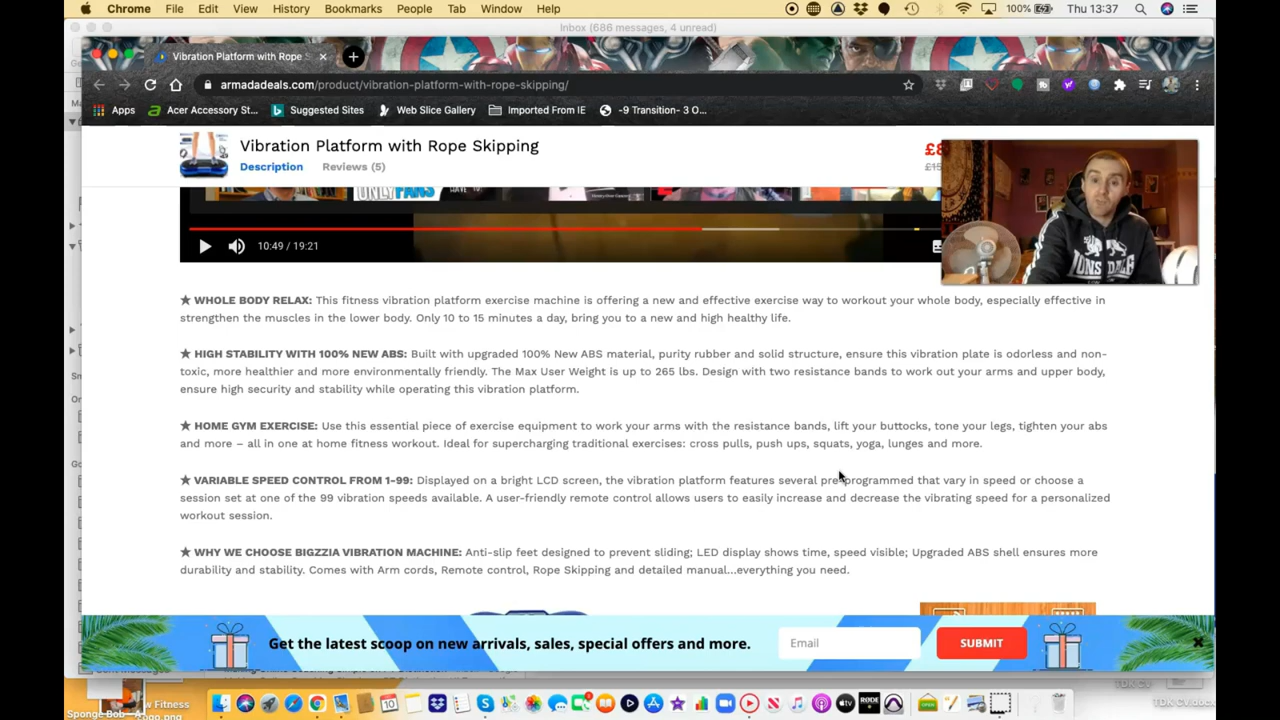 Chrome File Edit View History Bookmarks People Tab Window Help 100% Thu 13:37
Inbox (686 messages, 4 unread)
Vibration Platform with Rope S
armadadeals.com/product/vibration-platform-with-rope-skipping/
Apps Acer Accessory St... Suggested Sites Web Slice Gallery Imported From IE -9 Transition- 3 O...
Vibration Platform with Rope Skipping
Description Reviews (5)
ONLYFANS
10:49 / 19:21
LONSDALE
★ WHOLE BODY RELAX: This fitness vibration platform exercise machine is offering a new and effective exercise way to workout your whole body, especially effective in
strengthen the muscles in the lower body. Only 10 to 15 minutes a day, bring you to a new and high healthy life.
★ HIGH STABILITY WITH 100% NEW ABS: Built with upgraded 100% New ABS material, purity rubber and solid structure, ensure this vibration plate is odorless and non-
toxic, more healthier and more environmentally friendly. The Max User Weight is up to 265 lbs. Design with two resistance bands to work out your arms and upper body,
ensure high security and stability while operating this vibration platform.
★ HOME GYM EXERCISE: Use this essential piece of exercise equipment to work your arms with the resistance bands, lift your buttocks, tone your legs, tighten your abs
and more – all in one at home fitness workout. Ideal for supercharging traditional exercises: cross pulls, push ups, squats, yoga, lunges and more.
★ VARIABLE SPEED CONTROL FROM 1-99: Displayed on a bright LCD screen, the vibration platform features several pre-programmed that vary in speed or choose a
session set at one of the 99 vibration speeds available. A user-friendly remote control allows users to easily increase and decrease the vibrating speed for a personalized
workout session.
★ WHY WE CHOOSE BIGZZIA VIBRATION MACHINE: Anti-slip feet designed to prevent sliding; LED display shows time, speed visible; Upgraded ABS shell ensures more
durability and stability. Comes with Arm cords, Remote control, Rope Skipping and detailed manual...everything you need.
Get the latest scoop on new arrivals, sales, special offers and more. Email SUBMIT
TDK CV
Sponge Bob
TDK CV.docx